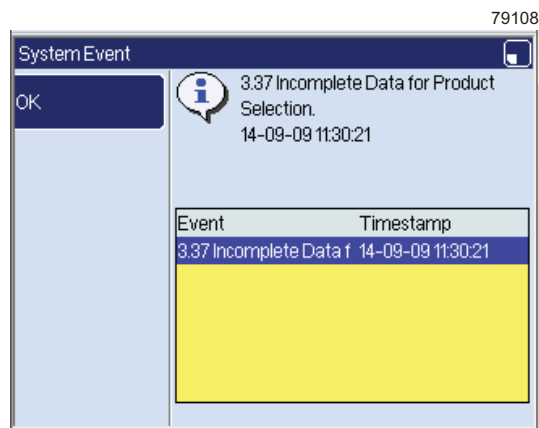 79108
System Event
OK
3.37 Incomplete Data for Product
Selection.
14-09-09 11:30:21
Event Timestamp
3.37 Incomplete Data f 14-09-09 11:30:21